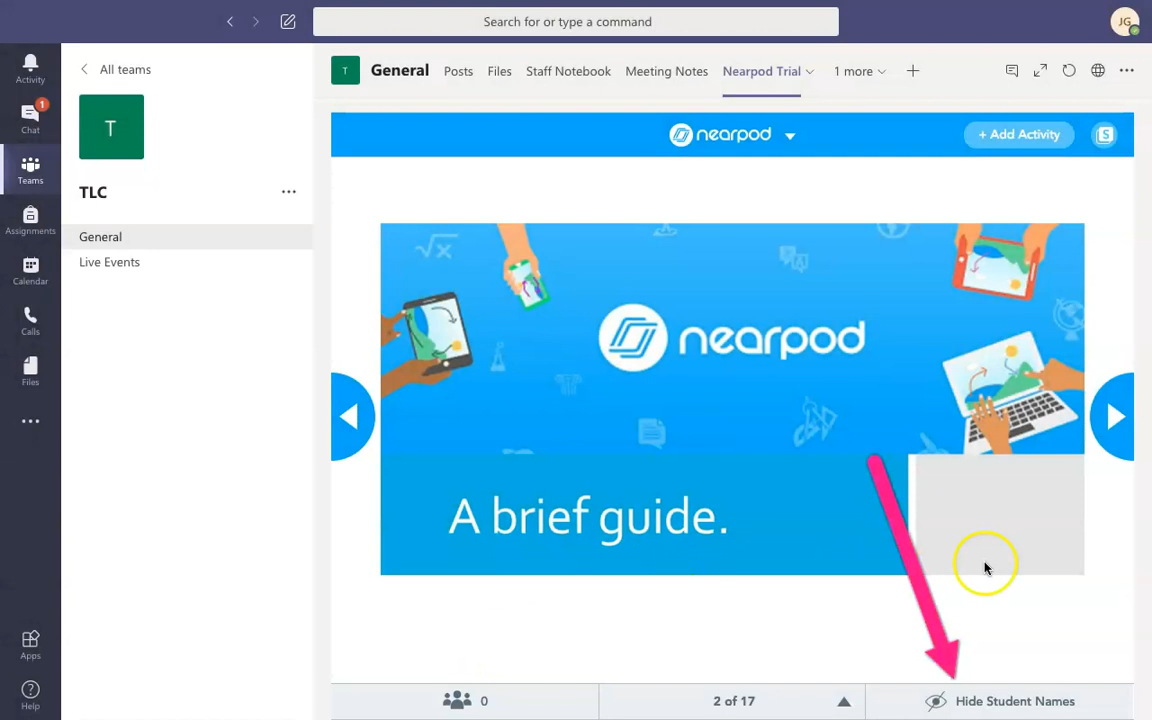 Search for or type a command
JG
Activity
Chat
1
Teams
Assignments
Calendar
Calls
Files
Apps
Help
All teams
T
TLC
General
Live Events
T
General
Posts
Files
Staff Notebook
Meeting Notes
Nearpod Trial
1 more
nearpod
+ Add Activity
S
nearpod
A brief guide.
0
2 of 17
Hide Student Names